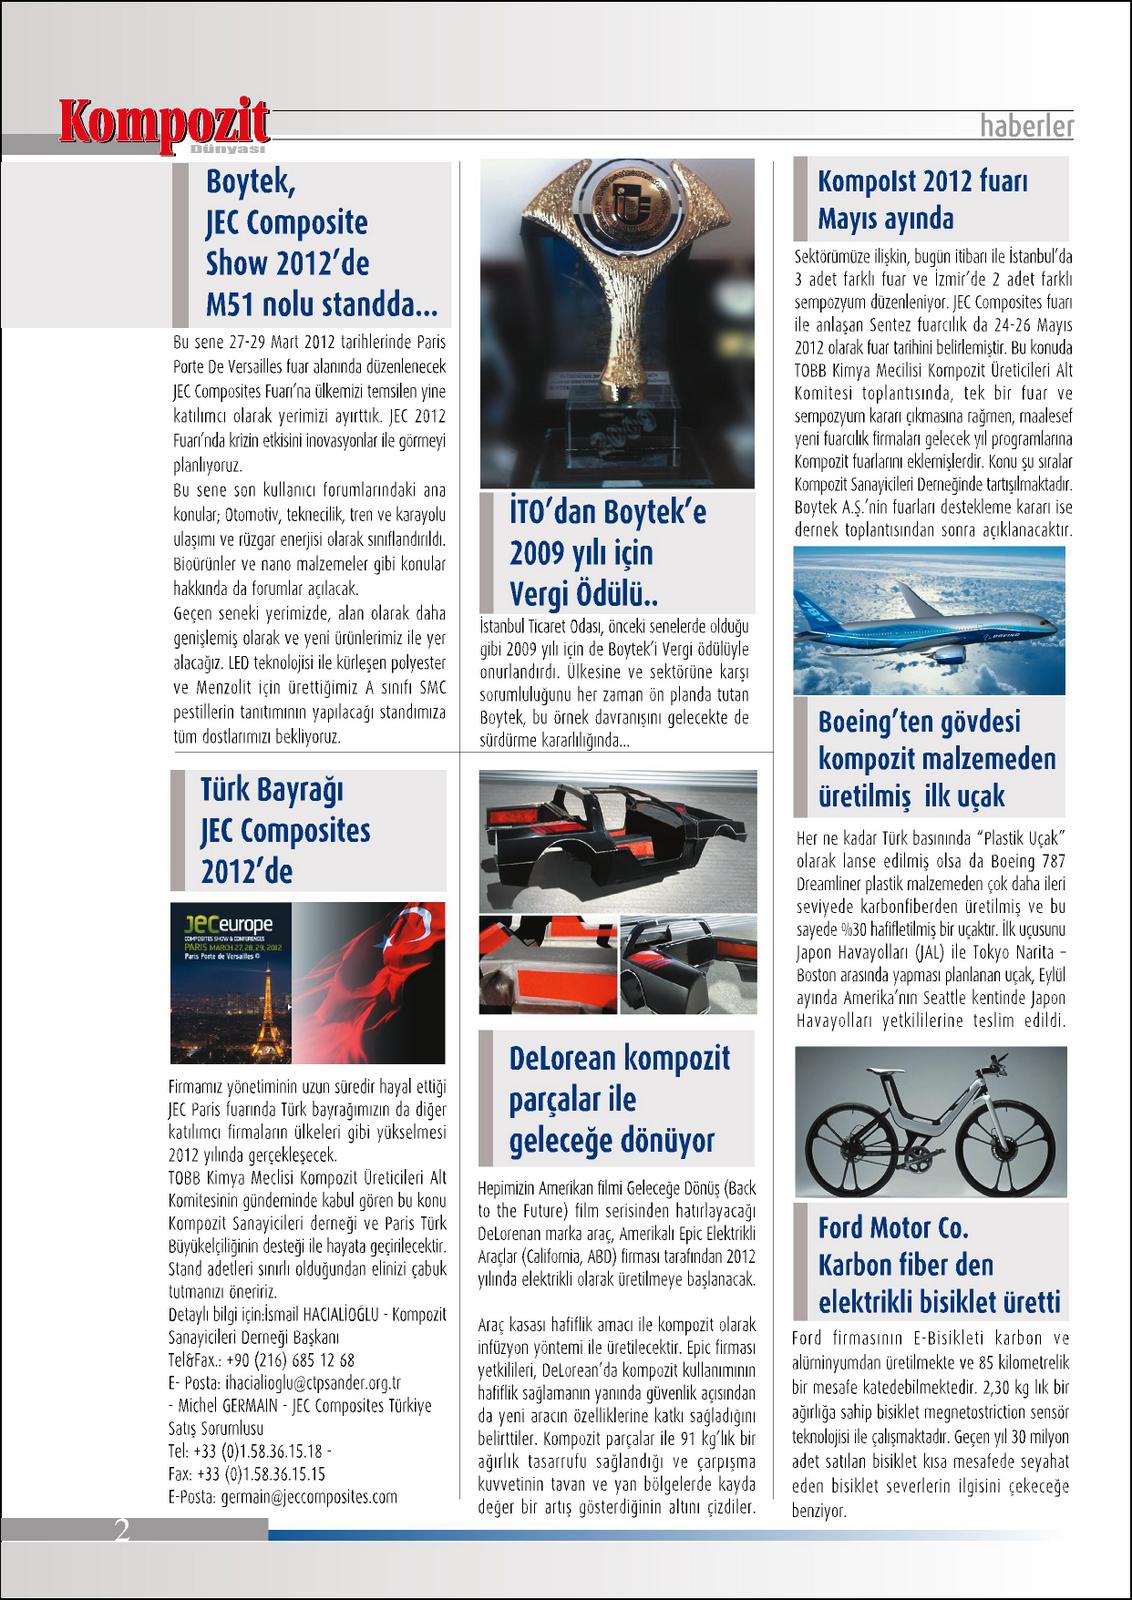 Kompozit
Dünyası
haberler
Boytek,
JEC Composite
Show 2012'de
M51 nolu standda...
Bu sene 27-29 Mart 2012 tarihlerinde Paris
Porte De Versailles fuar alanında düzenlenecek
JEC Composites Fuarı'na ülkemizi temsilen yine
katılımcı olarak yerimizi ayırttık. JEC 2012
Fuarı'nda krizin etkisini inovasyonlar ile görmeyi
planlıyoruz.
Bu sene son kullanıcı forumlarındaki ana
konular; Otomotiv, teknecilik, tren ve karayolu
ulaşımı ve rüzgar enerjisi olarak sınıflandırıldı.
Bioürünler ve nano malzemeler gibi konular
hakkında da forumlar açılacak.
Geçen seneki yerimizde, alan olarak daha
genişlemiş olarak ve yeni ürünlerimiz ile yer
alacağız. LED teknolojisi ile kürleşen polyester
ve Menzolit için ürettiğimiz A sınıfı SMC
pestillerin tanıtımının yapılacağı standımıza
tüm dostlarımızı bekliyoruz.
Türk Bayrağı
JEC Composites
2012'de
JEC europe
COMPOSITES SHOW & CONFERENCES
PARIS MARCH 27, 28, 29, 2012
Paris Porte de Versailles ©
Firmamız yönetiminin uzun süredir hayal ettiği
JEC Paris fuarında Türk bayrağımızın da diğer
katılımcı firmaların ülkeleri gibi yükselmesi
2012 yılında gerçekleşecek.
TOBB Kimya Meclisi Kompozit Üreticileri Alt
Komitesinin gündeminde kabul gören bu konu
Kompozit Sanayicileri derneği ve Paris Türk
Büyükelçiliğinin desteği ile hayata geçirilecektir.
Stand adetleri sınırlı olduğundan elinizi çabuk
tutmanızı öneririz.
Detaylı bilgi için:İsmail HACIALİOĞLU - Kompozit
Sanayicileri Derneği Başkanı
Tel&Fax.: +90 (216) 685 12 68
E- Posta: ihacialioglu@ctpsander.org.tr
- Michel GERMAIN - JEC Composites Türkiye
Satış Sorumlusu
Tel: +33 (0)1.58.36.15.18 -
Fax: +33 (0)1.58.36.15.15
E-Posta: germain@jeccomposites.com
İTO'dan Boytek'e
2009 yılı için
Vergi Ödülü..
İstanbul Ticaret Odası, önceki senelerde olduğu
gibi 2009 yılı için de Boytek'i Vergi ödülüyle
onurlandırdı. Ülkesine ve sektörüne karşı
sorumluluğunu her zaman ön planda tutan
Boytek, bu örnek davranışını gelecekte de
sürdürme kararlılığında...
DeLorean kompozit
parçalar ile
geleceğe dönüyor
Hepimizin Amerikan filmi Geleceğe Dönüş (Back
to the Future) film serisinden hatırlayacağı
DeLorenan marka araç, Amerikalı Epic Elektrikli
Araçlar (California, ABD) firması tarafından 2012
yılında elektrikli olarak üretilmeye başlanacak.
Araç kasası hafiflik amacı ile kompozit olarak
infüzyon yöntemi ile üretilecektir. Epic firması
yetkilileri, DeLorean'da kompozit kullanımının
hafiflik sağlamanın yanında güvenlik açısından
da yeni aracın özelliklerine katkı sağladığını
belirttiler. Kompozit parçalar ile 91 kg'lık bir
ağırlık tasarrufu sağlandığı ve çarpışma
kuvvetinin tavan ve yan bölgelerde kayda
değer bir artış gösterdiğinin altını çizdiler.
KompoIst 2012 fuarı
Mayıs ayında
Sektörümüze ilişkin, bugün itibarı ile İstanbul'da
3 adet farklı fuar ve İzmir'de 2 adet farklı
sempozyum düzenleniyor. JEC Composites fuarı
ile anlaşan Sentez fuarcılık da 24-26 Mayıs
2012 olarak fuar tarihini belirlemiştir. Bu konuda
TOBB Kimya Mecilisi Kompozit Üreticileri Alt
Komitesi toplantısında, tek bir fuar ve
sempozyum kararı çıkmasına rağmen, maalesef
yeni fuarcılık firmaları gelecek yıl programlarına
Kompozit fuarlarını eklemişlerdir. Konu şu sıralar
Kompozit Sanayicileri Derneğinde tartışılmaktadır.
Boytek A.Ş.'nin fuarları destekleme kararı ise
dernek toplantısından sonra açıklanacaktır.
787
BOEING
Boeing'ten gövdesi
kompozit malzemeden
üretilmiş ilk uçak
Her ne kadar Türk basınında "Plastik Uçak"
olarak lanse edilmiş olsa da Boeing 787
Dreamliner plastik malzemeden çok daha ileri
seviyede karbonfiberden üretilmiş ve bu
sayede %30 hafifletilmiş bir uçaktır. İlk uçuşunu
Japon Havayolları (JAL) ile Tokyo Narita –
Boston arasında yapması planlanan uçak, Eylül
ayında Amerika'nın Seattle kentinde Japon
Havayolları yetkililerine teslim edildi.
Ford Motor Co.
Karbon fiber den
elektrikli bisiklet üretti
Ford firmasının E-Bisikleti karbon ve
alüminyumdan üretilmekte ve 85 kilometrelik
bir mesafe katedebilmektedir. 2,30 kg lık bir
ağırlığa sahip bisiklet megnetostriction sensör
teknolojisi ile çalışmaktadır. Geçen yıl 30 milyon
adet satılan bisiklet kısa mesafede seyahat
eden bisiklet severlerin ilgisini çekeceğe
benziyor.
2